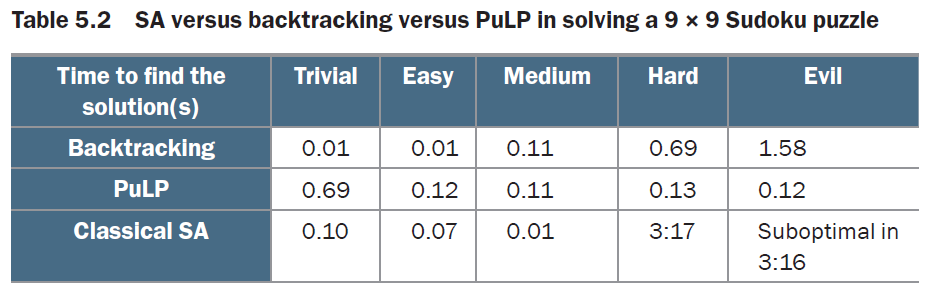 Table 5.2 SA versus backtracking versus PuLP in solving a 9 × 9 Sudoku puzzle
Time to find the solution(s) Trivial Easy Medium Hard Evil
Backtracking 0.01 0.01 0.11 0.69 1.58
PuLP 0.69 0.12 0.11 0.13 0.12
Classical SA 0.10 0.07 0.01 3:17 Suboptimal in 3:16